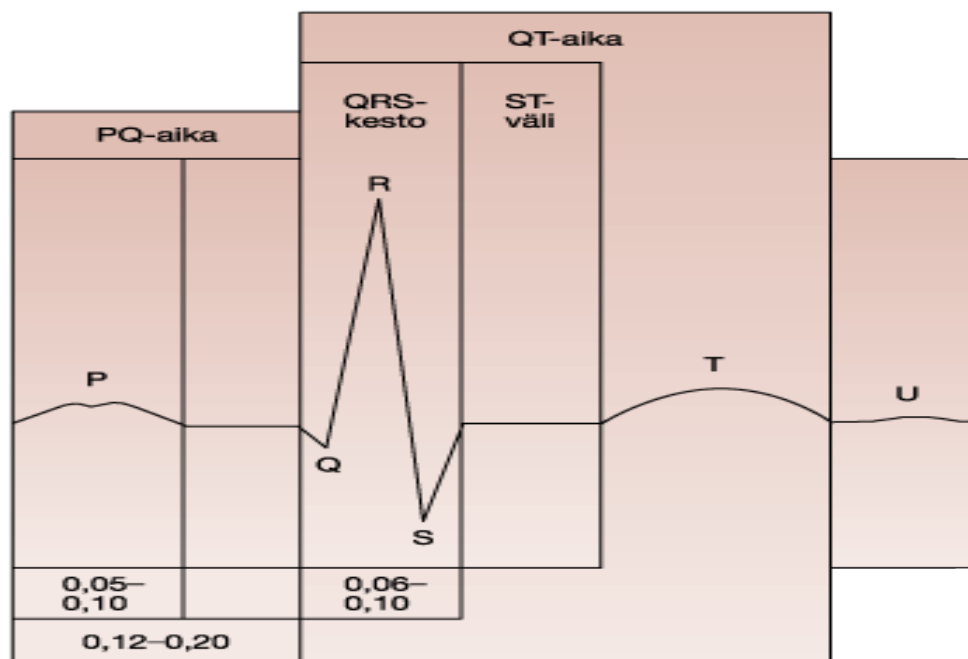 QT-aika
QRS-
kesto
ST-
väli
PQ-aika
R
P
T
U
Q
S
0,05–
0,10
0,06–
0,10
0,12–0,20